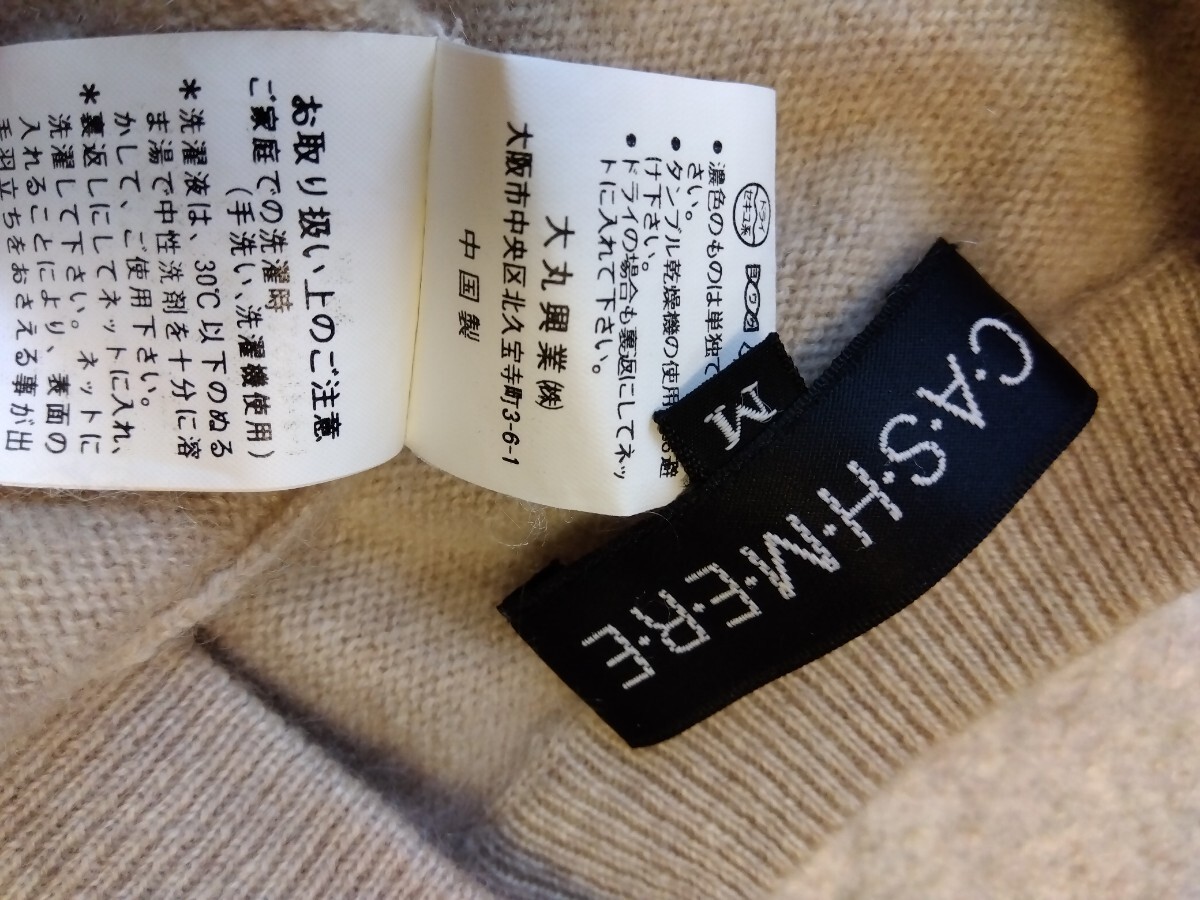 お取り扱い上のご注意
ご家庭での洗濯時
(手洗い、洗濯機使用)
*洗濯液は、30℃以下のぬる
ま湯で中性洗剤を十分に溶
かして、ご使用下さい。
*裏返しにしてネットに入れ、
洗濯して下さい。ネットに
入れることにより、表面の
毛羽立ちをおさえる事が出
ドライ
セキユ系
•濃色のものは単独で
さい。
•タンブル乾燥機の使用
け下さい。
•ドライの場合も裏返にしてネッ
トに入れて下さい。
大丸興業㈱
大阪市中央区北久宝寺町3-6-1
中国製
M
C·A·S·H·M·E·R·E